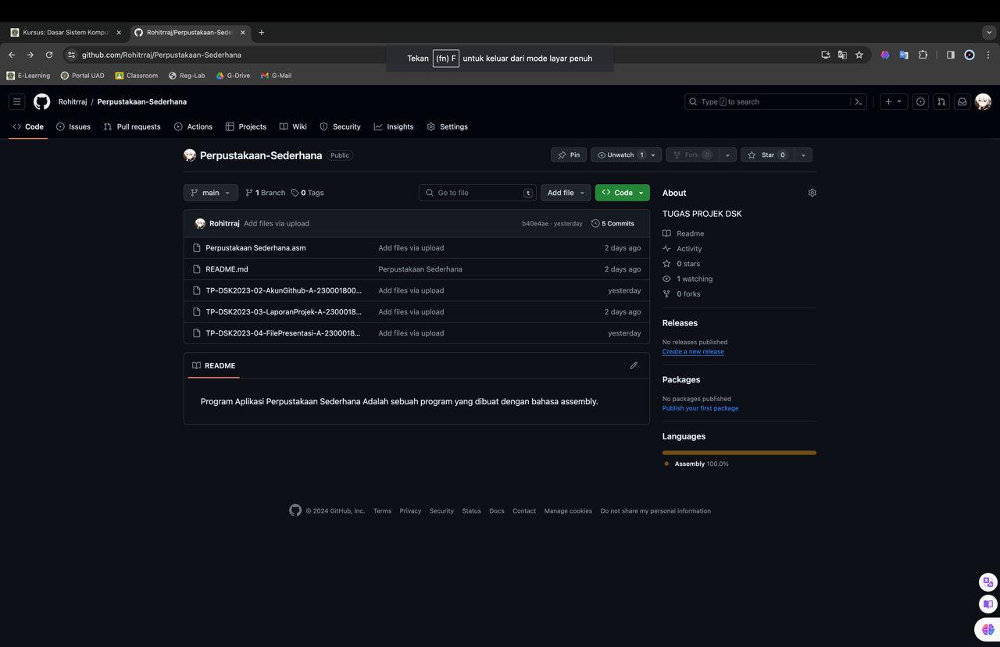 Kursus: Dasar Sistem Komput
Rohitrraj/Perpustakaan-Seder
github.com/Rohitrraj/Perpustakaan-Sederhana
Tekan (fn) F untuk keluar dari mode layar penuh
E-Learning Portal UAD Classroom Reg-Lab G-Drive G-Mail
Rohitrraj / Perpustakaan-Sederhana
Type / to search
Code Issues Pull requests Actions Projects Wiki Security Insights Settings
Perpustakaan-Sederhana Public
Pin Unwatch 1 Fork 0 Star 0
main 1 Branch 0 Tags
Go to file t Add file Code
Rohitrraj Add files via upload b40e4ae · yesterday 5 Commits
Perpustakaan Sederhana.asm Add files via upload 2 days ago
README.md Perpustakaan Sederhana 2 days ago
TP-DSK2023-02-AkunGithub-A-230001800... Add files via upload yesterday
TP-DSK2023-03-LaporanProjek-A-2300018... Add files via upload 2 days ago
TP-DSK2023-04-FilePresentasi-A-2300018... Add files via upload yesterday
README
Program Aplikasi Perpustakaan Sederhana Adalah sebuah program yang dibuat dengan bahasa assembly.
About
TUGAS PROJEK DSK
Readme
Activity
0 stars
1 watching
0 forks
Releases
No releases published
Create a new release
Packages
No packages published
Publish your first package
Languages
Assembly 100.0%
© 2024 GitHub, Inc. Terms Privacy Security Status Docs Contact Manage cookies Do not share my personal information